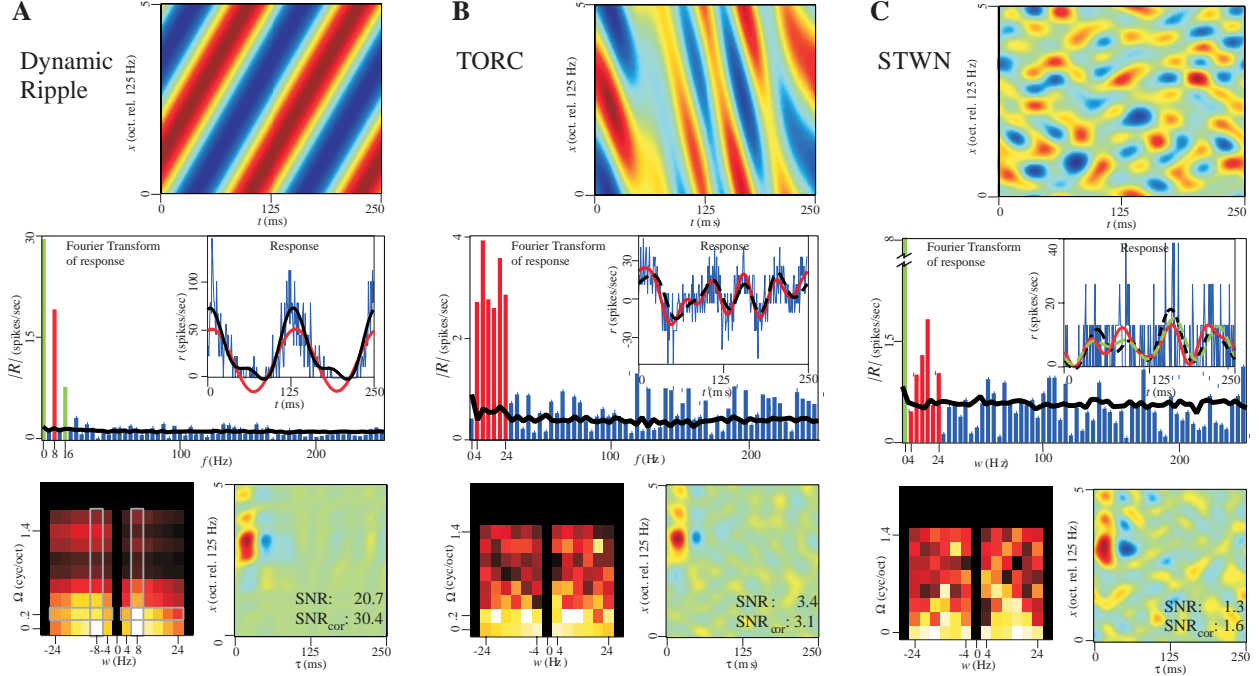 A
Dynamic
Ripple
5
x (oct. rel. 125 Hz)
0
0
125
250
t (ms)
B
TORC
5
x (oct. rel. 125 Hz)
0
0
125
250
t (ms)
C
STWN
5
x (oct. rel. 125 Hz)
0
0
125
250
t (ms)
30
15
0
|R| (spikes/sec)
Fourier Transform
of response
Response
100
50
0
r (spikes/sec)
0
125
250
t (ms)
0 8 16
100
200
f (Hz)
4
2
0
|R| (spikes/sec)
Fourier Transform
of response
Response
30
0
r (spikes/sec)
0
125
250
t (ms)
0 4
24
100
200
f (Hz)
8
1,5
0
|R| (spikes/sec)
Fourier Transform
of response
Response
40
20
0
r (spikes/sec)
0
125
250
t (ms)
0 4
24
100
200
w (Hz)
1.4
.2
0
Ω (cyc/oct)
-24
-8 -4
0 4 8
24
w (Hz)
5
x (oct. rel. 125 Hz)
0
SNR: 20.7
SNRcor: 30.4
0
125
250
τ (ms)
1.4
.2
0
Ω (cyc/oct)
-24
-4
0 4
24
w (Hz)
5
x (oct. rel. 125 Hz)
0
SNR: 3.4
SNRcor: 3.1
0
125
250
τ (ms)
1.4
.2
0
Ω (cyc/oct)
-24
-4
0 4
24
w (Hz)
5
x (oct. rel. 125 Hz)
0
SNR: 1.3
SNRcor: 1.6
0
125
250
τ (ms)